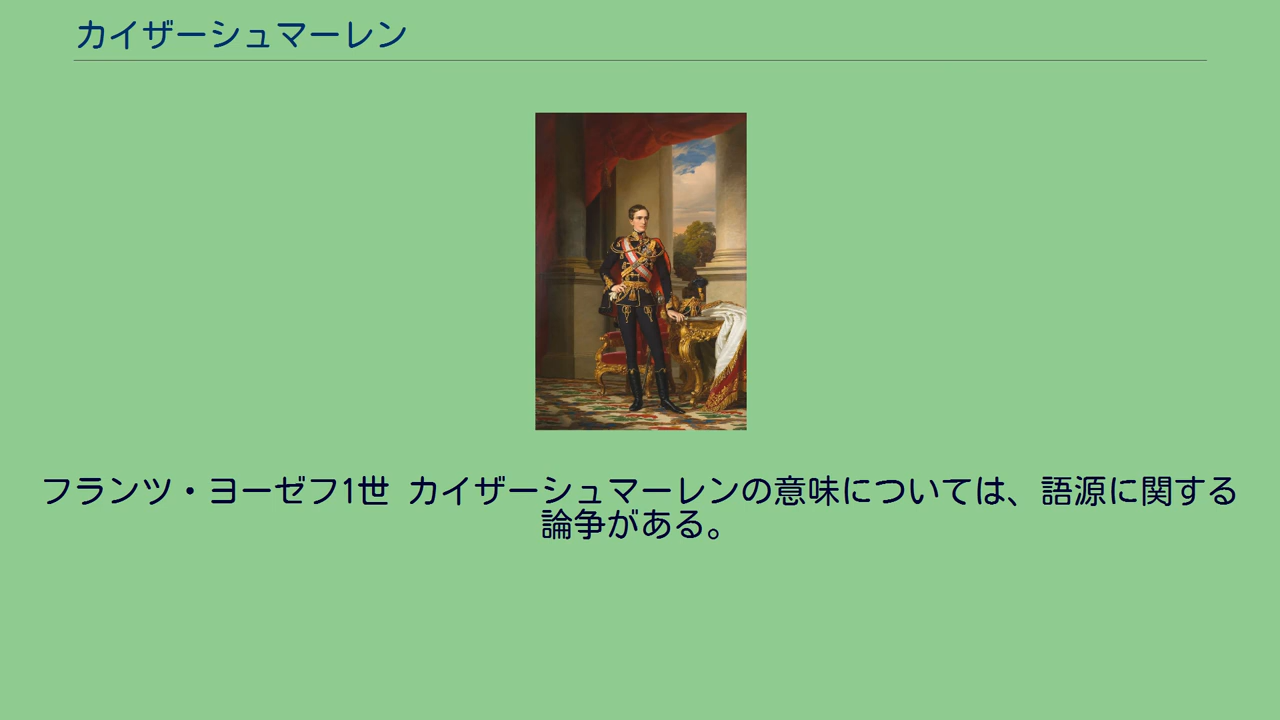 カイザーシュマーレン
フランツ・ヨーゼフ1世 カイザーシュマーレンの意味については、語源に関する
論争がある。